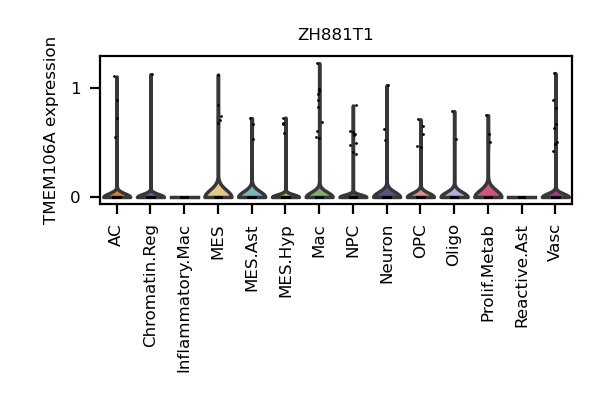 ZH881T1
TMEM106A expression
1
0
AC
Chromatin.Reg
Inflammatory.Mac
MES
MES.Ast
MES.Hyp
Mac
NPC
Neuron
OPC
Oligo
Prolif.Metab
Reactive.Ast
Vasc